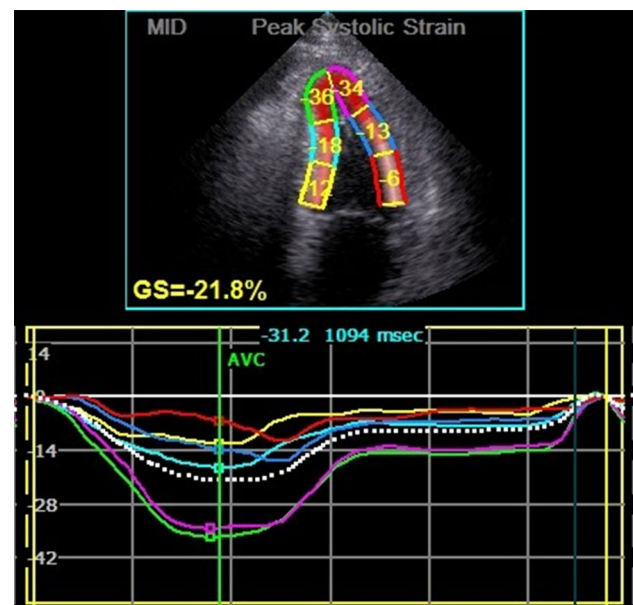 MID Peak Systolic Strain
-36 -34
-18 -13
-12 -6
GS=-21.8%
-31.2 1094 msec
14
AVC
0
-14
-28
-42